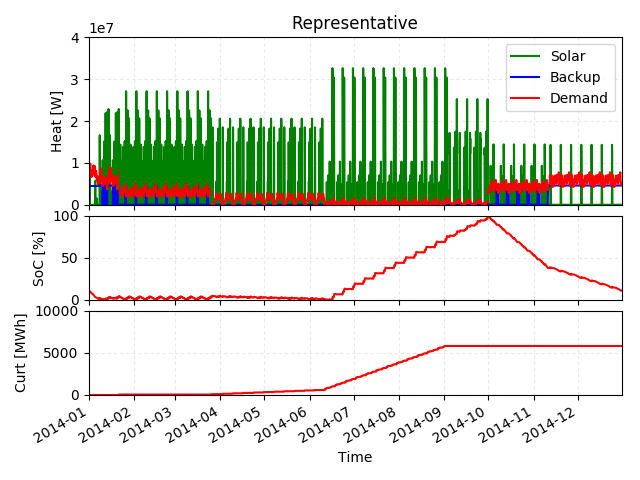 Representative
1e7
Heat [W]
4
3
2
1
0
Solar
Backup
Demand
SoC [%]
100
50
0
Curt [MWh]
10000
5000
0
2014-01
2014-02
2014-03
2014-04
2014-05
2014-06
2014-07
2014-08
2014-09
2014-10
2014-11
2014-12
Time